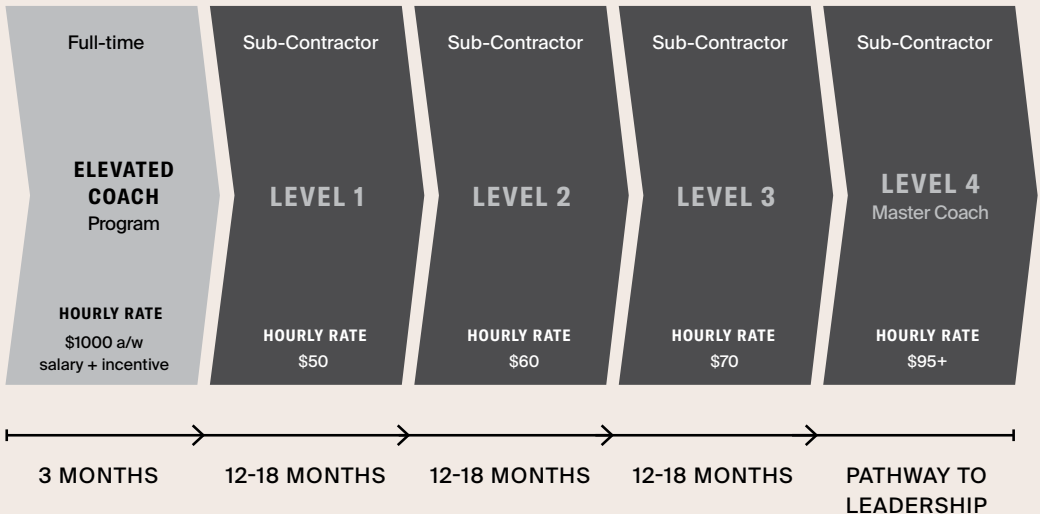 Full-time
ELEVATED
COACH
Program
HOURLY RATE
$1000 a/w
salary + incentive
Sub-Contractor
LEVEL 1
HOURLY RATE
$50
Sub-Contractor
LEVEL 2
HOURLY RATE
$60
Sub-Contractor
LEVEL 3
HOURLY RATE
$70
Sub-Contractor
LEVEL 4
Master Coach
HOURLY RATE
$95+
3 MONTHS
12-18 MONTHS
12-18 MONTHS
12-18 MONTHS
PATHWAY TO
LEADERSHIP